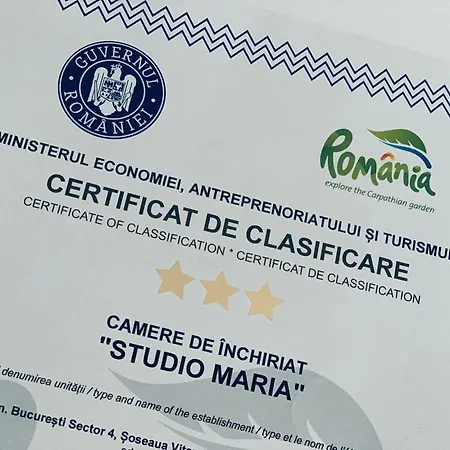 GUVERNUL
ROMÂNIEI
România
explore the Carpathian garden
MINISTERUL ECONOMIEI, ANTREPRENORIATULUI ȘI TURISMUL
CERTIFICAT DE CLASIFICARE
CERTIFICATE OF CLASSIFICATION * CERTIFICAT DE CLASSIFICATION
CAMERE DE ÎNCHIRIAT
"STUDIO MARIA"
denumirea unității / type and name of the establishment / type et le nom de l'
n. București Sector 4, Șoseaua